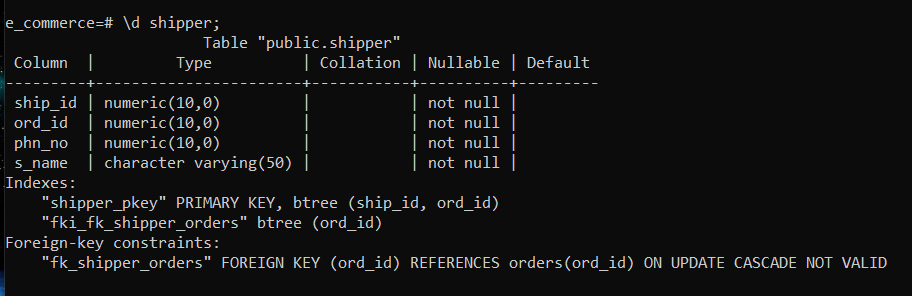 e_commerce=# \d shipper;
                      Table "public.shipper"
 Column  |         Type          | Collation | Nullable | Default
---------+-----------------------+-----------+----------+---------
 ship_id | numeric(10,0)         |           | not null |
 ord_id  | numeric(10,0)         |           | not null |
 phn_no  | numeric(10,0)         |           | not null |
 s_name  | character varying(50) |           | not null |
Indexes:
    "shipper_pkey" PRIMARY KEY, btree (ship_id, ord_id)
    "fki_fk_shipper_orders" btree (ord_id)
Foreign-key constraints:
    "fk_shipper_orders" FOREIGN KEY (ord_id) REFERENCES orders(ord_id) ON UPDATE CASCADE NOT VALID